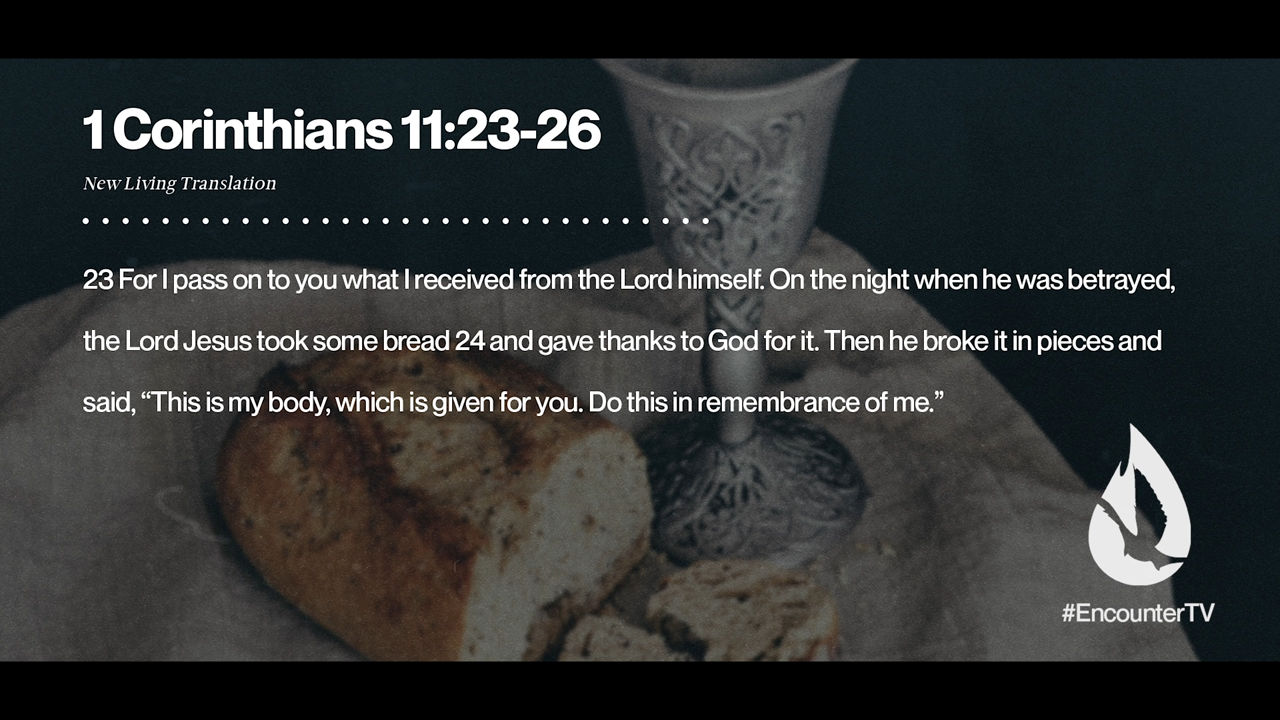 1 Corinthians 11:23-26
New Living Translation
23 For I pass on to you what I received from the Lord himself. On the night when he was betrayed,
the Lord Jesus took some bread 24 and gave thanks to God for it. Then he broke it in pieces and
said, “This is my body, which is given for you. Do this in remembrance of me.”
#EncounterTV